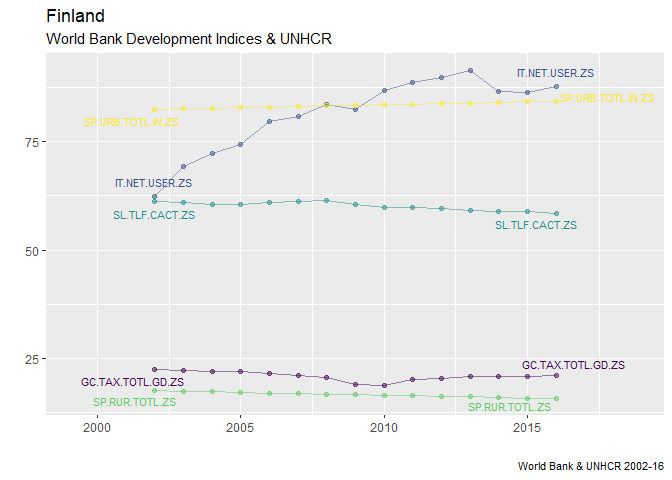 Finland
World Bank Development Indices & UNHCR
IT.NET.USER.ZS
SP.URB.TOTL.IN.ZS
SP.URB.TOTL.IN.ZS
75
IT.NET.USER.ZS
SL.TLF.CACT.ZS
SL.TLF.CACT.ZS
50
25
GC.TAX.TOTL.GD.ZS
GC.TAX.TOTL.GD.ZS
SP.RUR.TOTL.ZS
SP.RUR.TOTL.ZS
2000 2005 2010 2015
World Bank & UNHCR 2002-16